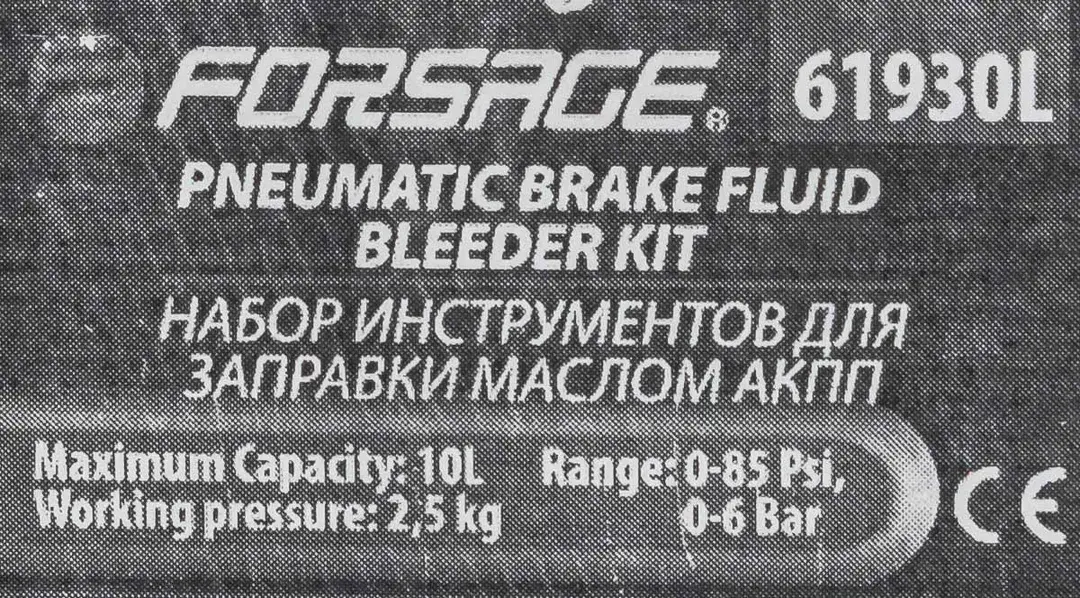 FORSAGE® 61930L
PNEUMATIC BRAKE FLUID
BLEEDER KIT
НАБОР ИНСТРУМЕНТОВ ДЛЯ
ЗАПРАВКИ МАСЛОМ АКПП
Maximum Capacity: 10L Range: 0-85 Psi,
Working pressure: 2,5 kg 0-6 Bar
CE